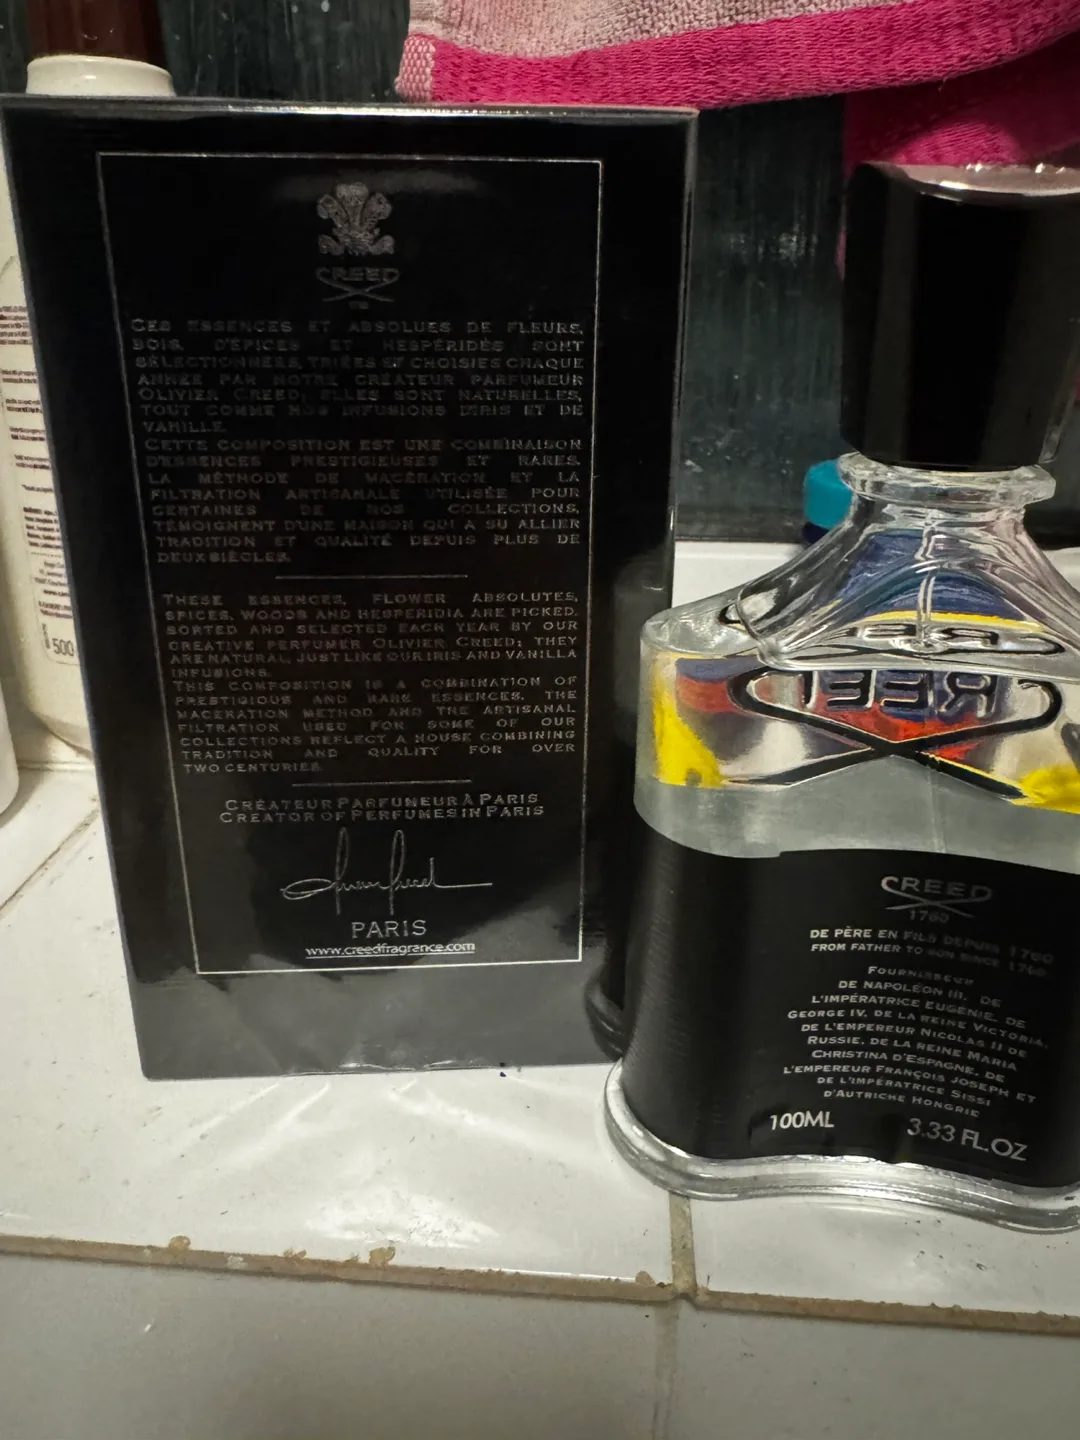 CREED
CES ESSENCES ET ABSOLUES DE FLEURS,
BOIS, D'ÉPICES ET HESPÉRIDÉS SONT
SÉLECTIONNÉES, TRIÉES ET CHOISIES CHAQUE
ANNÉE PAR NOTRE CRÉATEUR PARFUMEUR
OLIVIER CREED; ELLES SONT NATURELLES,
TOUT COMME NOS INFUSIONS D'IRIS ET DE
VANILLE.
CETTE COMPOSITION EST UNE COMBINAISON
D'ESSENCES PRESTIGIEUSES ET RARES.
LA MÉTHODE DE MACÉRATION ET LA
FILTRATION ARTISANALE UTILISÉE POUR
CERTAINES DE NOS COLLECTIONS,
TÉMOIGNENT D'UNE MAISON QUI A SU ALLIER
TRADITION ET QUALITÉ DEPUIS PLUS DE
DEUX SIÈCLES.
THESE ESSENCES, FLOWER ABSOLUTES,
SPICES, WOODS AND HESPERIDIA ARE PICKED,
SORTED AND SELECTED EACH YEAR BY OUR
CREATIVE PERFUMER OLIVIER CREED; THEY
ARE NATURAL, JUST LIKE OUR IRIS AND VANILLA
INFUSIONS.
THIS COMPOSITION IS A COMBINATION OF
PRESTIGIOUS AND RARE ESSENCES. THE
MACERATION METHOD AND THE ARTISANAL
FILTRATION USED FOR SOME OF OUR
COLLECTIONS REFLECT A HOUSE COMBINING
TRADITION AND QUALITY FOR OVER
TWO CENTURIES.
CRÉATEUR PARFUMEUR À PARIS
CREATOR OF PERFUMES IN PARIS
PARIS
www.creedfragrance.com
500
CREED
CREED
1760
DE PÈRE EN FILS DEPUIS 1760
FROM FATHER TO SON SINCE 1760
FOURNISSEUR
DE NAPOLÉON III, DE
L'IMPÉRATRICE EUGÉNIE, DE
GEORGE IV, DE LA REINE VICTORIA,
DE L'EMPEREUR NICOLAS II DE
RUSSIE, DE LA REINE MARIA
CHRISTINA D'ESPAGNE, DE
L'EMPEREUR FRANÇOIS JOSEPH ET
DE L'IMPÉRATRICE SISSI
D'AUTRICHE HONGRIE
100ML 3.33 FL.OZ